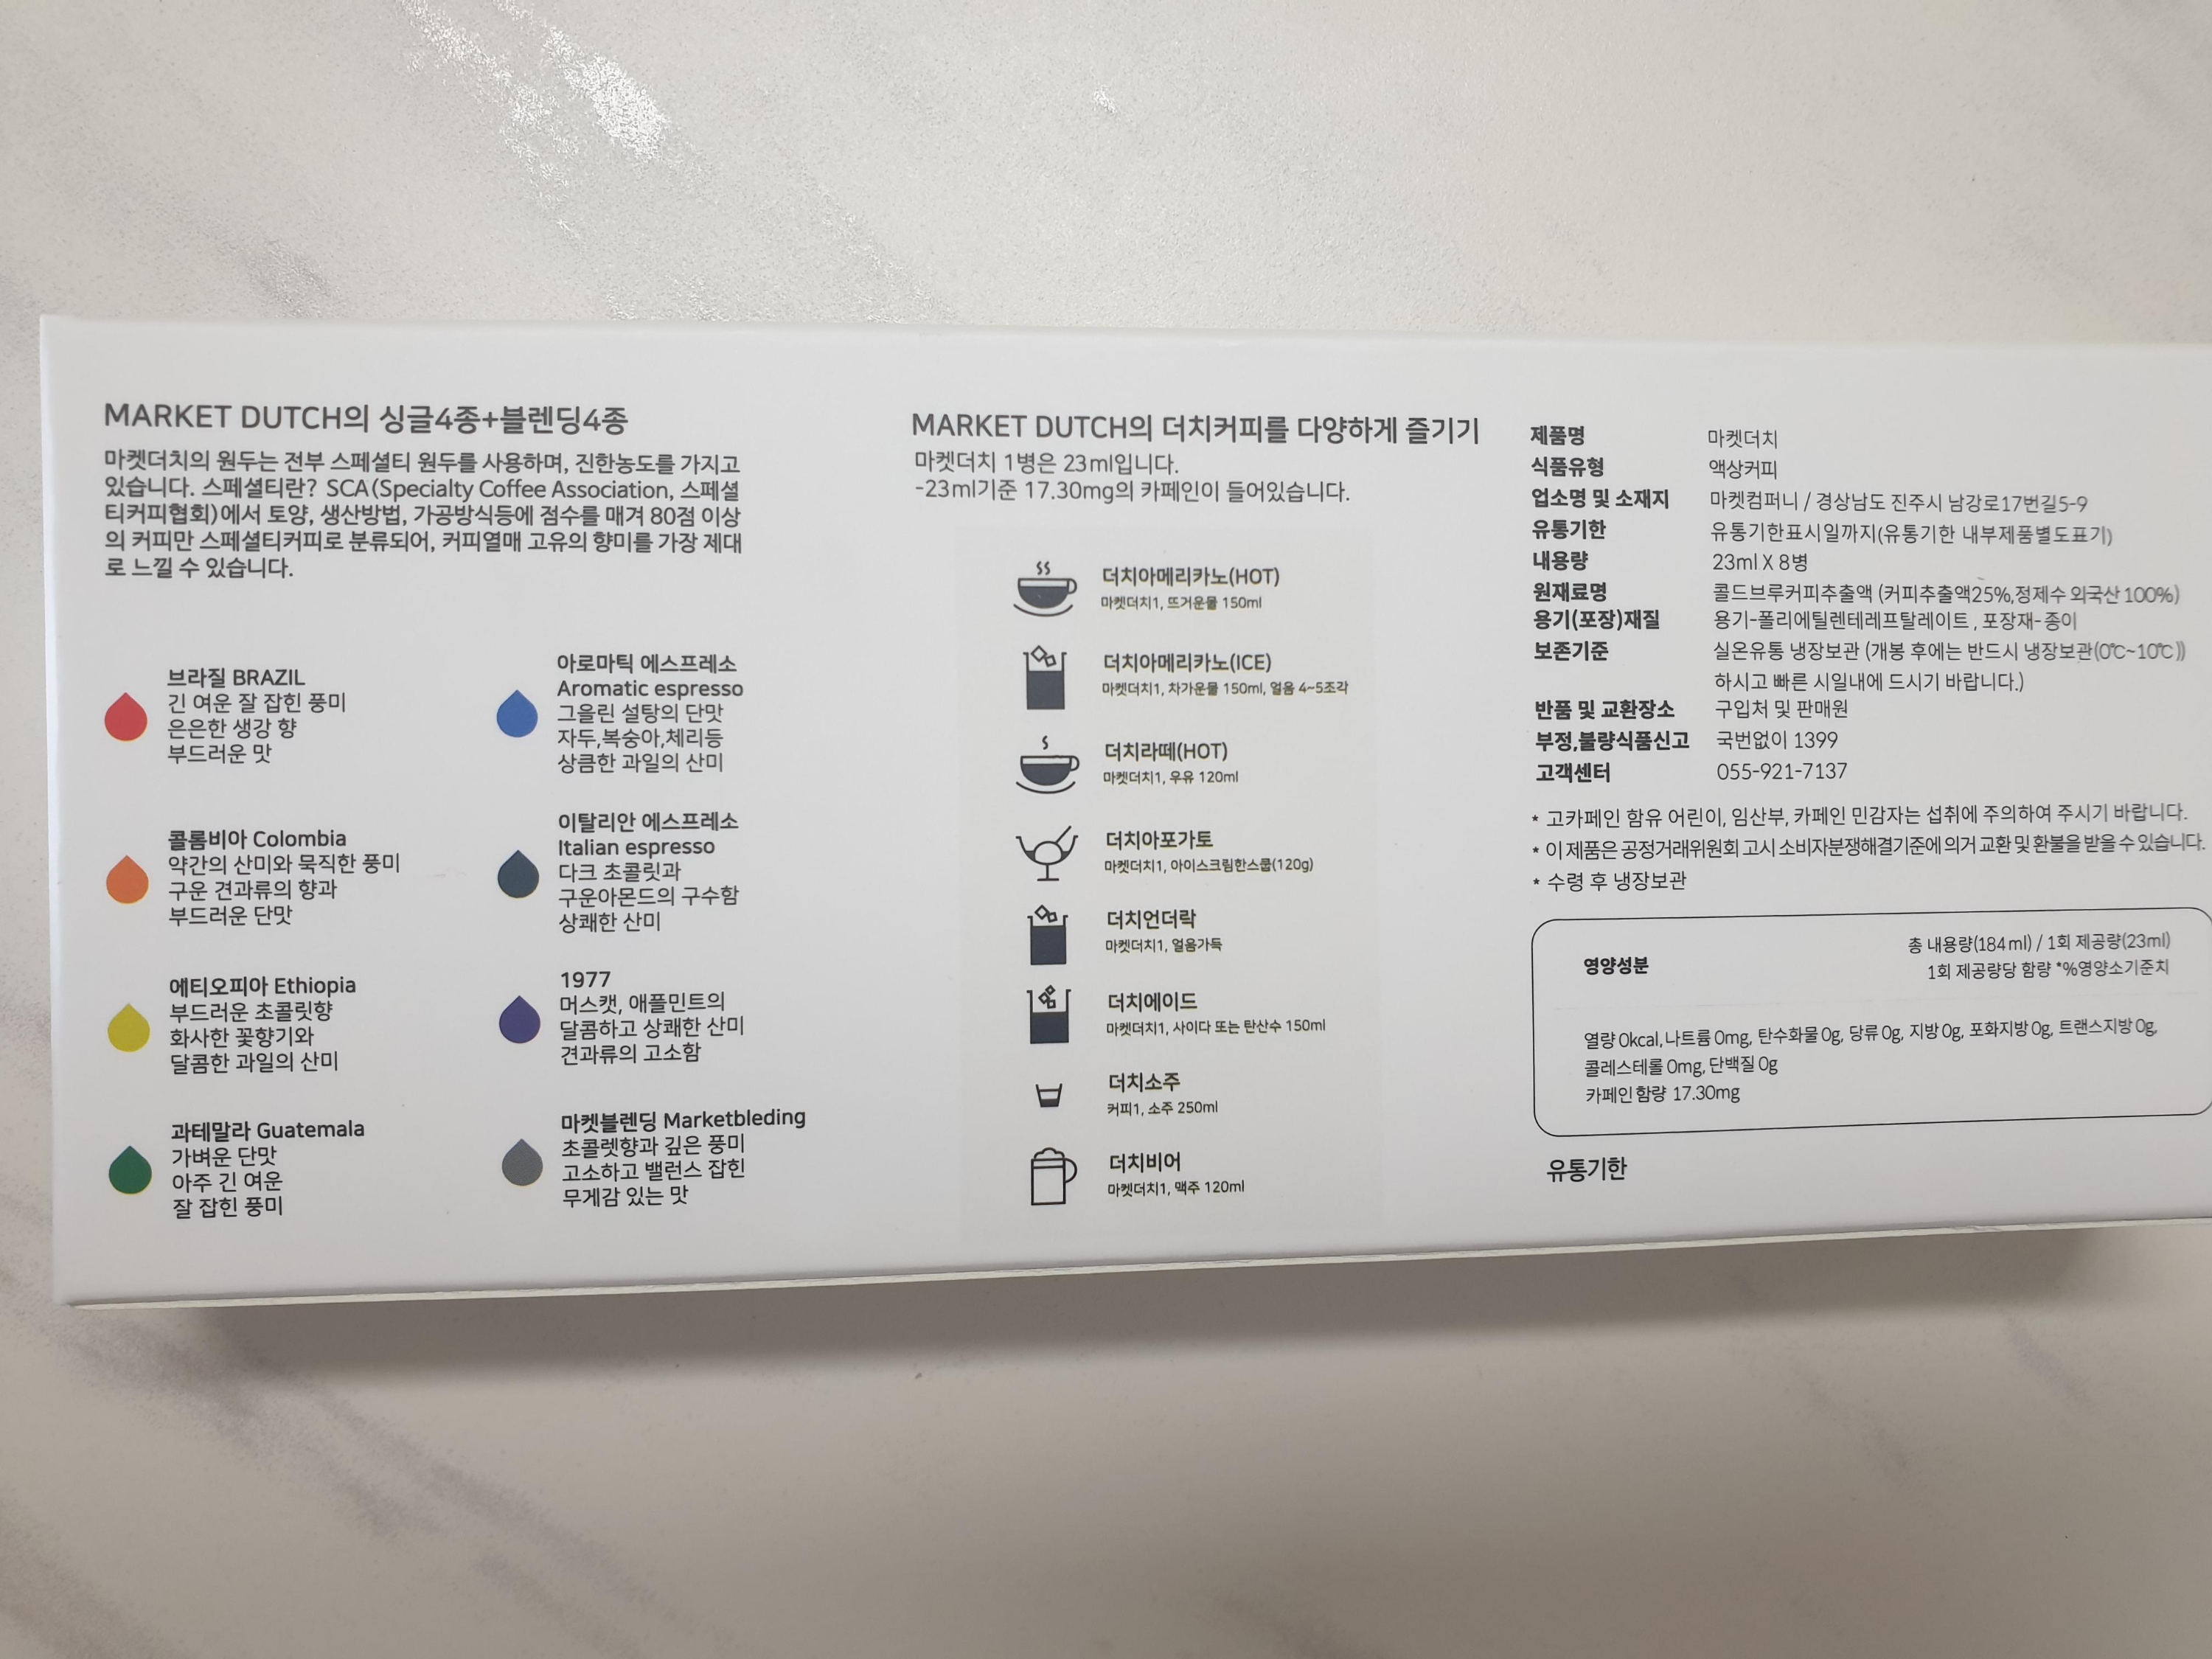 MARKET DUTCH의 싱글4종+블렌딩4종
마켓더치의 원두는 전부 스페셜티 원두를 사용하며, 진한농도를 가지고
있습니다. 스페셜티란? SCA(Specialty Coffee Association, 스페셜
티커피협회)에서 토양, 생산방법, 가공방식등에 점수를 매겨 80점 이상
의 커피만 스페셜티커피로 분류되어, 커피열매 고유의 향미를 가장 제대
로 느낄 수 있습니다.
브라질 BRAZIL
긴 여운 잘 잡힌 풍미
은은한 생강 향
부드러운 맛
콜롬비아 Colombia
약간의 산미와 묵직한 풍미
구운 견과류의 향과
부드러운 단맛
에티오피아 Ethiopia
부드러운 초콜릿향
화사한 꽃향기와
달콤한 과일의 산미
과테말라 Guatemala
가벼운 단맛
아주 긴 여운
잘 잡힌 풍미
아로마틱 에스프레소
Aromatic espresso
그을린 설탕의 단맛
자두,복숭아,체리등
상큼한 과일의 산미
이탈리안 에스프레소
Italian espresso
다크 초콜릿과
구운아몬드의 구수함
상쾌한 산미
1977
머스캣, 애플민트의
달콤하고 상쾌한 산미
견과류의 고소함
마켓블렌딩 Marketbleding
초콜렛향과 깊은 풍미
고소하고 밸런스 잡힌
무게감 있는 맛
MARKET DUTCH의 더치커피를 다양하게 즐기기
마켓더치 1병은 23ml입니다.
-23ml기준 17.30mg의 카페인이 들어있습니다.
더치아메리카노(HOT)
마켓더치1, 뜨거운물 150ml
더치아메리카노(ICE)
마켓더치1, 차가운물 150ml, 얼음 4~5조각
더치라떼(HOT)
마켓더치1, 우유 120ml
더치아포가토
마켓더치1, 아이스크림한스쿱(120g)
더치언더락
마켓더치1, 얼음가득
더치에이드
마켓더치1, 사이다 또는 탄산수 150ml
더치소주
커피1, 소주 250ml
더치비어
마켓더치1, 맥주 120ml
제품명 마켓더치
식품유형 액상커피
업소명 및 소재지 마켓컴퍼니 / 경상남도 진주시 남강로17번길5-9
유통기한 유통기한표시일까지(유통기한 내부제품별도표기)
내용량 23ml X 8병
원재료명 콜드브루커피추출액 (커피추출액25%,정제수 외국산 100%)
용기(포장)재질 용기-폴리에틸렌테레프탈레이트 , 포장재-종이
보존기준 실온유통 냉장보관 (개봉 후에는 반드시 냉장보관(0℃~10℃))
하시고 빠른 시일내에 드시기 바랍니다.)
반품 및 교환장소 구입처 및 판매원
부정,불량식품신고 국번없이 1399
고객센터 055-921-7137
* 고카페인 함유 어린이, 임산부, 카페인 민감자는 섭취에 주의하여 주시기 바랍니다.
* 이 제품은 공정거래위원회 고시 소비자분쟁해결기준에 의거 교환 및 환불을 받을 수 있습니다.
* 수령 후 냉장보관
영양성분
총 내용량(184ml) / 1회 제공량(23ml)
1회 제공량당 함량 *%영양소기준치
열량 0kcal, 나트륨 0mg, 탄수화물 0g, 당류 0g, 지방 0g, 포화지방 0g, 트랜스지방 0g,
콜레스테롤 0mg, 단백질 0g
카페인함량 17.30mg
유통기한